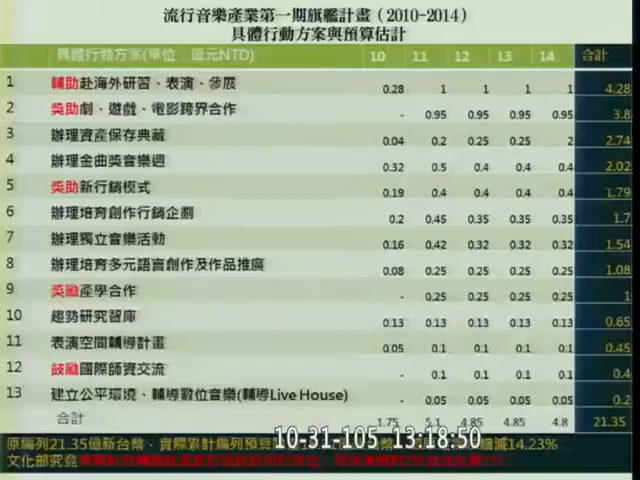 流行音樂產業第一期旗艦計畫（2010-2014）
具體行動方案與預算估計
具體行動方案(單位：億元NTD) 10 11 12 13 14 合計
1 輔助赴海外研習、表演、參展 0.28 1 1 1 1 4.28
2 獎助劇、遊戲、電影跨界合作 - 0.95 0.95 0.95 0.95 3.8
3 辦理資產保存典藏 0.04 0.2 0.25 0.25 2 2.74
4 辦理金曲獎音樂週 0.32 0.5 0.4 0.4 0.4 2.02
5 獎助新行銷模式 0.19 0.4 0.4 0.4 0.4 1.79
6 辦理培育創作行銷企劃 0.2 0.45 0.35 0.35 0.35 1.7
7 辦理獨立音樂活動 0.16 0.42 0.32 0.32 0.32 1.54
8 辦理培育多元語言創作及作品推廣 0.08 0.25 0.25 0.25 0.25 1.08
9 獎勵產學合作 - 0.25 0.25 0.25 0.25 1
10 趨勢研究智庫 0.13 0.13 0.13 0.13 0.13 0.65
11 表演空間輔導計畫 0.05 0.1 0.1 0.1 0.1 0.45
12 鼓勵國際師資交流 - 0.1 0.1 0.1 0.1 0.4
13 建立公平環境、輔導數位音樂(輔導Live House) - 0.05 0.05 0.05 0.05 0.2
合計 1.75 5.1 4.85 4.85 4.8 21.35
原編列21.35億新台幣，實際累計編列預算 減14.23%
10-31-105 13:18:50
文化部究竟